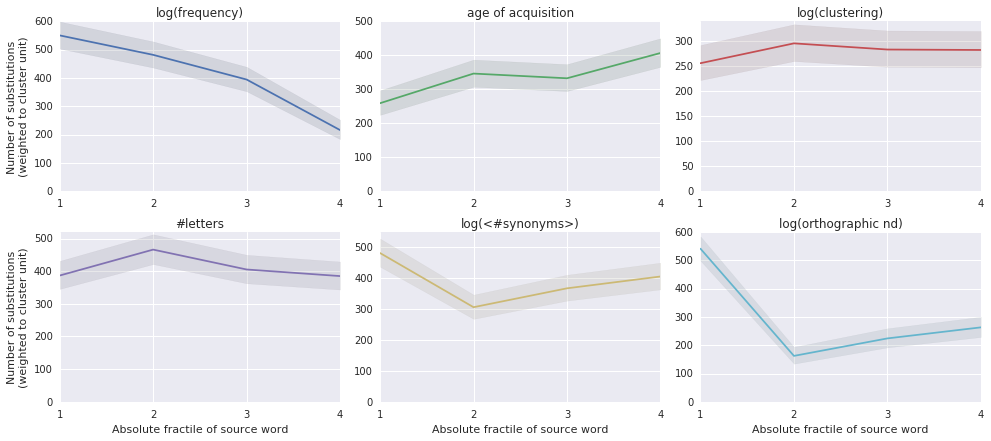 log(frequency)
age of acquisition
log(clustering)
Number of substitutions
(weighted to cluster unit)
600
500
400
300
200
100
0
1 2 3 4
500
400
300
200
100
0
1 2 3 4
300
250
200
150
100
50
0
1 2 3 4
#letters
log(<#synonyms>)
log(orthographic nd)
Number of substitutions
(weighted to cluster unit)
500
400
300
200
100
0
1 2 3 4
Absolute fractile of source word
500
400
300
200
100
0
1 2 3 4
Absolute fractile of source word
600
500
400
300
200
100
0
1 2 3 4
Absolute fractile of source word